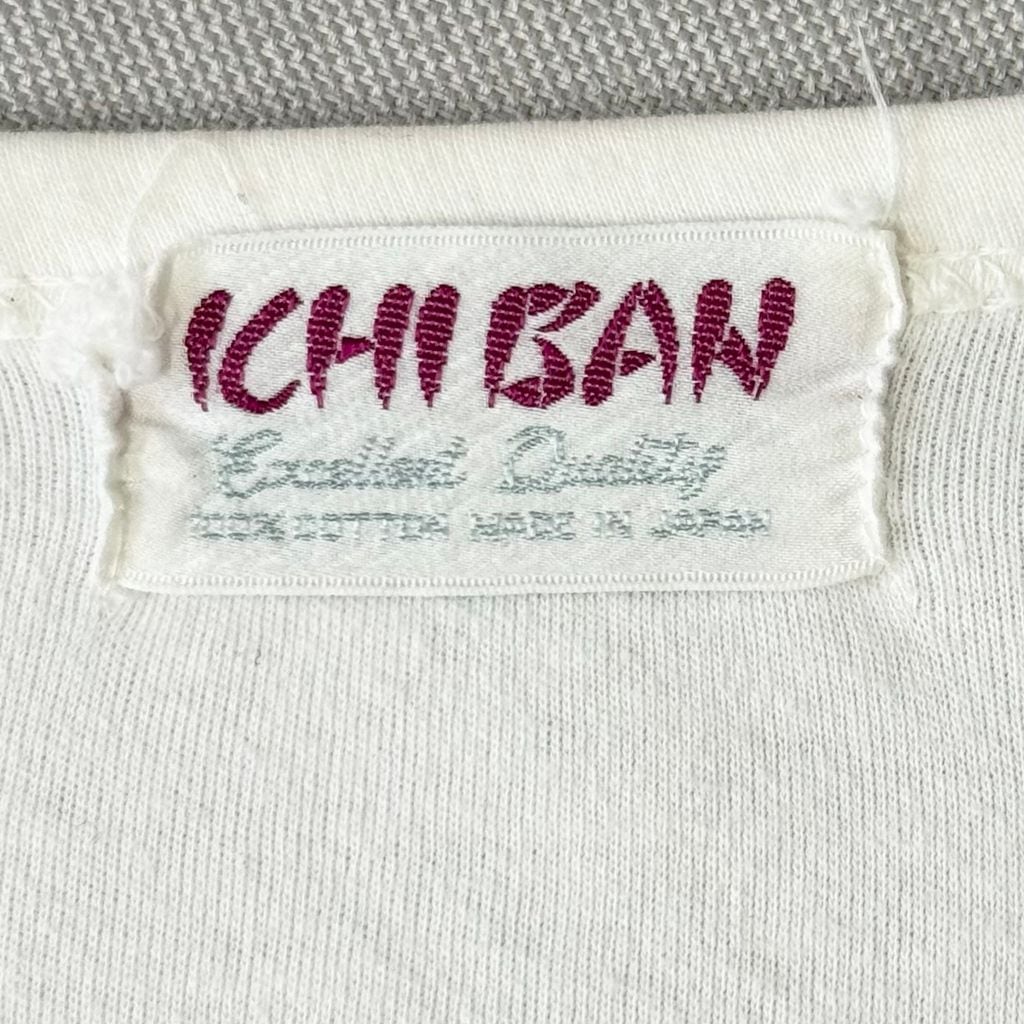 ICHI BAN
Excellent Quality
100% COTTON MADE IN JAPAN